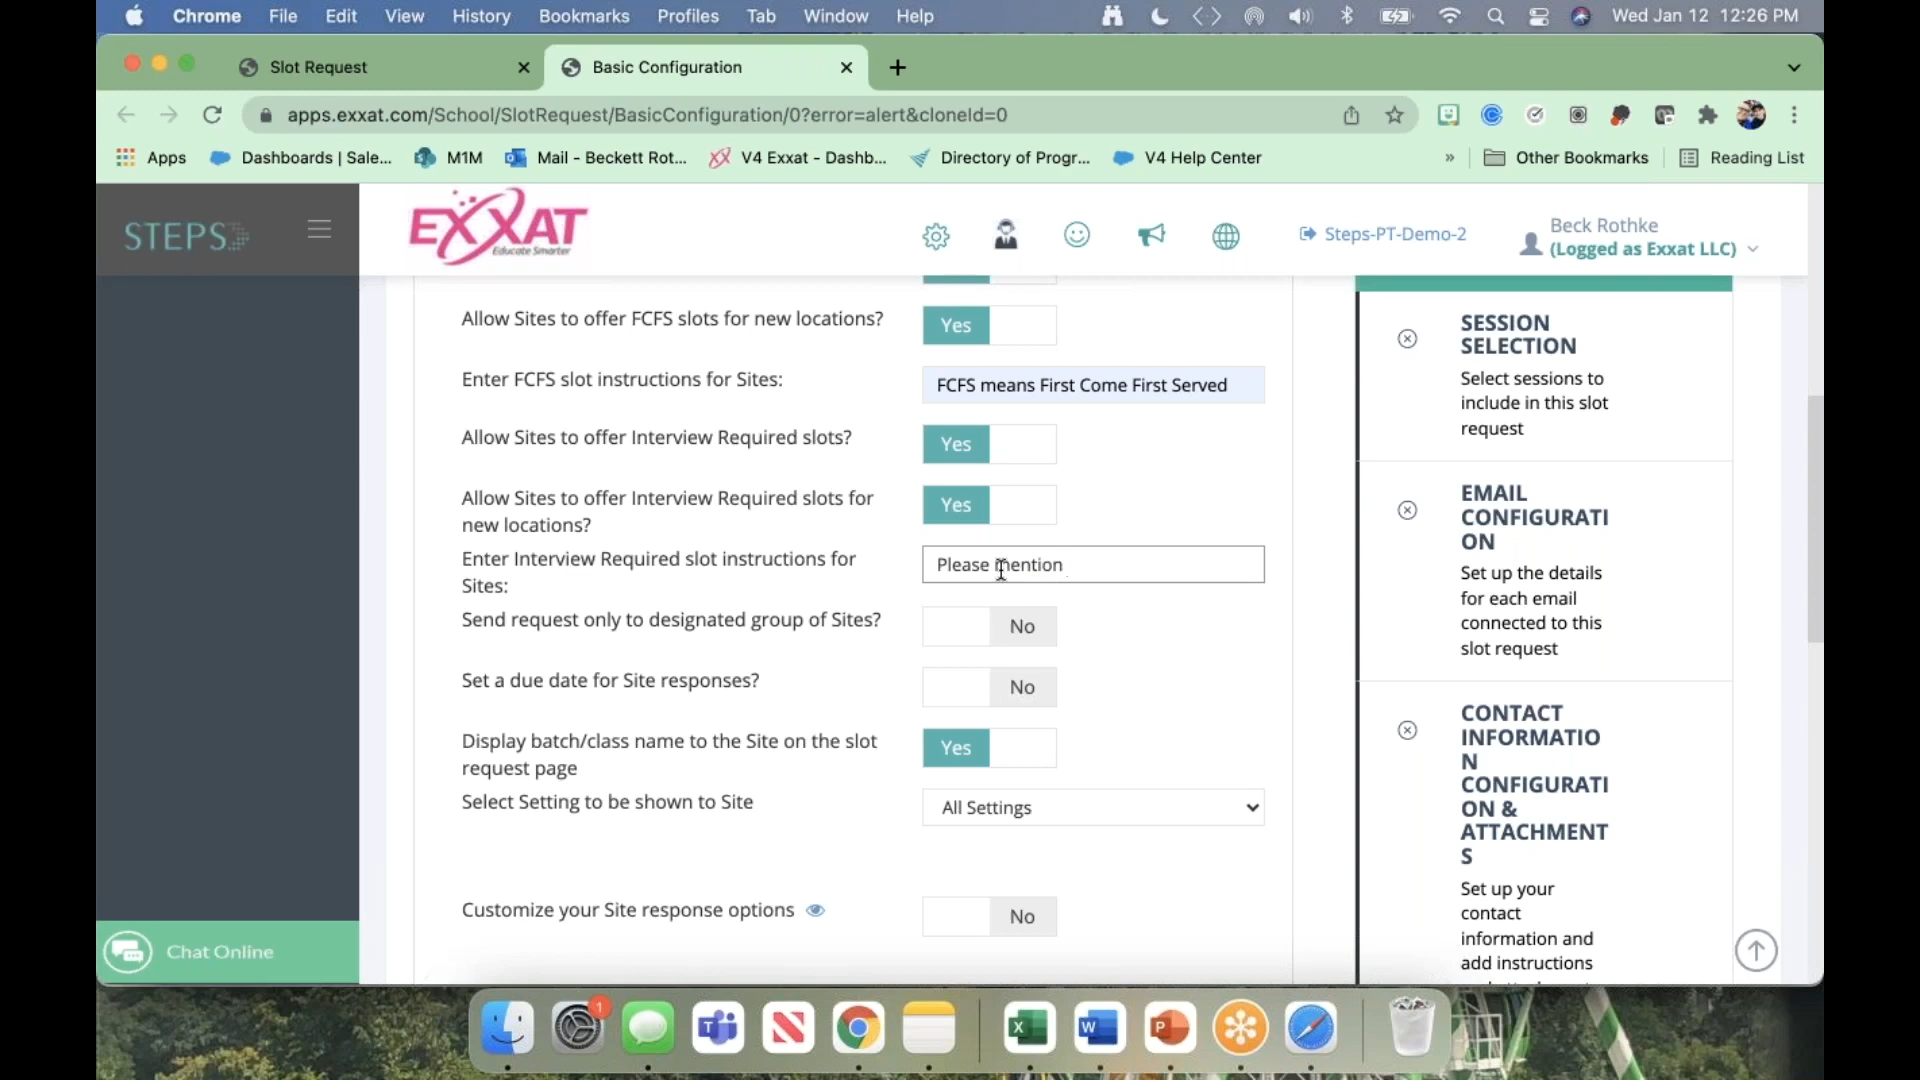 Chrome File Edit View History Bookmarks Profiles Tab Window Help Wed Jan 12 12:26 PM
Slot Request
Basic Configuration
apps.exxat.com/School/SlotRequest/BasicConfiguration/0?error=alert&cloneId=0
Apps Dashboards | Sale... M1M Mail - Beckett Rot... V4 Exxat - Dashb... Directory of Progr... V4 Help Center » Other Bookmarks Reading List
STEPS
EXXAT
Educate Smarter
Steps-PT-Demo-2
Beck Rothke
(Logged as Exxat LLC)
Allow Sites to offer FCFS slots for new locations? Yes
Enter FCFS slot instructions for Sites: FCFS means First Come First Served
Allow Sites to offer Interview Required slots? Yes
Allow Sites to offer Interview Required slots for
new locations?
Yes
Enter Interview Required slot instructions for
Sites:
Please mention
Send request only to designated group of Sites? No
Set a due date for Site responses? No
Display batch/class name to the Site on the slot
request page
Yes
Select Setting to be shown to Site All Settings
Customize your Site response options No
SESSION
SELECTION
Select sessions to
include in this slot
request
EMAIL
CONFIGURATI
ON
Set up the details
for each email
connected to this
slot request
CONTACT
INFORMATIO
N
CONFIGURATI
ON &
ATTACHMENT
S
Set up your
contact
information and
add instructions
Chat Online
1